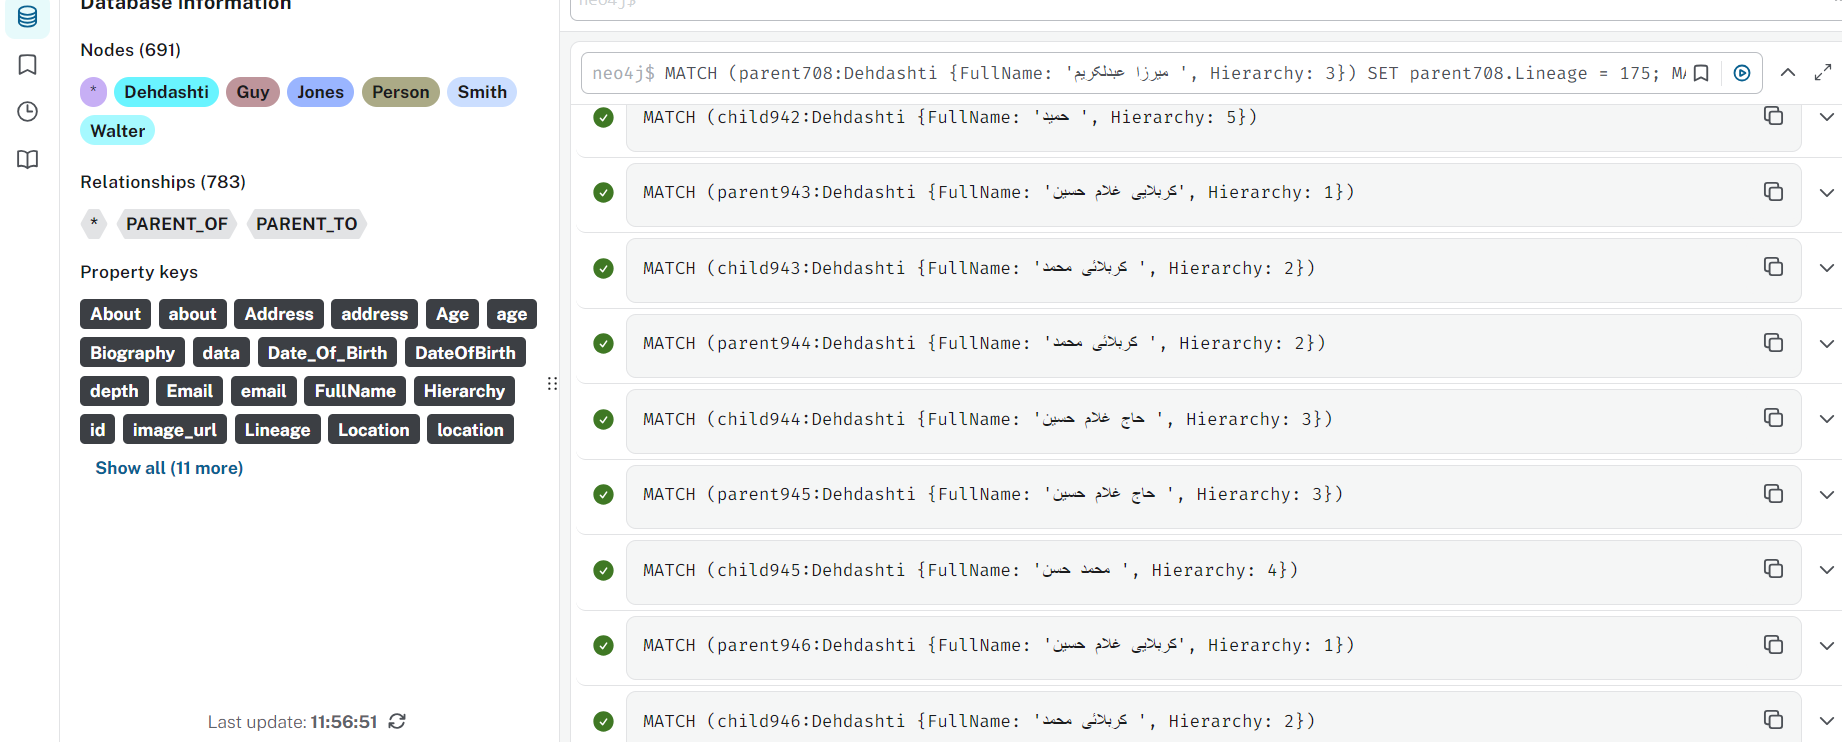 Database information
Nodes (691)
* Dehdashti Guy Jones Person Smith
Walter
Relationships (783)
* PARENT_OF PARENT_TO
Property keys
About about Address address Age age
Biography data Date_Of_Birth DateOfBirth
depth Email email FullName Hierarchy
id image_url Lineage Location location
Show all (11 more)
Last update: 11:56:51
neo4j$
neo4j$ MATCH (parent708:Dehdashti {FullName: 'میرزا عبدلکریم ', Hierarchy: 3}) SET parent708.Lineage = 175; MA
MATCH (child942:Dehdashti {FullName: 'حمید ', Hierarchy: 5})
MATCH (parent943:Dehdashti {FullName: 'کربلایی غلام حسین', Hierarchy: 1})
MATCH (child943:Dehdashti {FullName: 'کربلائی محمد ', Hierarchy: 2})
MATCH (parent944:Dehdashti {FullName: 'کربلائی محمد ', Hierarchy: 2})
MATCH (child944:Dehdashti {FullName: 'حاج غلام حسین ', Hierarchy: 3})
MATCH (parent945:Dehdashti {FullName: 'حاج غلام حسین ', Hierarchy: 3})
MATCH (child945:Dehdashti {FullName: 'محمد حسن ', Hierarchy: 4})
MATCH (parent946:Dehdashti {FullName: 'کربلایی غلام حسین', Hierarchy: 1})
MATCH (child946:Dehdashti {FullName: 'کربلائی محمد ', Hierarchy: 2})